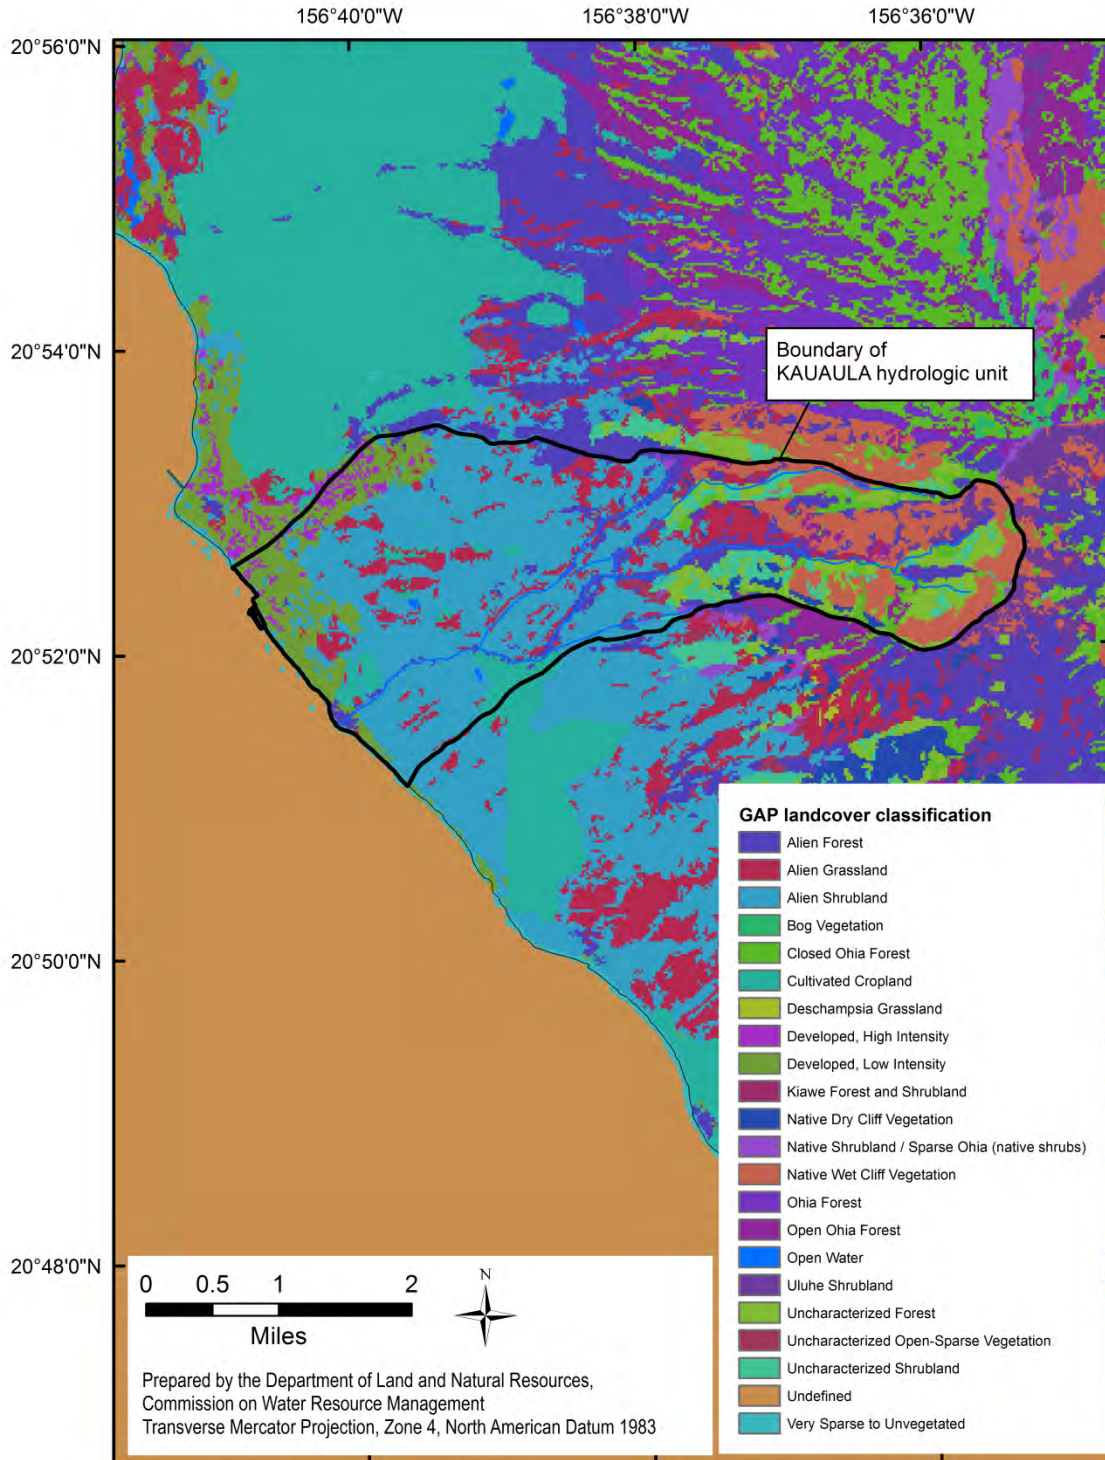 156°40'0"W 156°38'0"W 156°36'0"W
20°56'0"N
20°54'0"N
Boundary of
KAUAULA hydrologic unit
20°52'0"N
20°50'0"N
20°48'0"N
GAP landcover classification
Alien Forest
Alien Grassland
Alien Shrubland
Bog Vegetation
Closed Ohia Forest
Cultivated Cropland
Deschampsia Grassland
Developed, High Intensity
Developed, Low Intensity
Kiawe Forest and Shrubland
Native Dry Cliff Vegetation
Native Shrubland / Sparse Ohia (native shrubs)
Native Wet Cliff Vegetation
Ohia Forest
Open Ohia Forest
Open Water
Uluhe Shrubland
Uncharacterized Forest
Uncharacterized Open-Sparse Vegetation
Uncharacterized Shrubland
Undefined
Very Sparse to Unvegetated
0 0.5 1 2
Miles
N
Prepared by the Department of Land and Natural Resources,
Commission on Water Resource Management
Transverse Mercator Projection, Zone 4, North American Datum 1983